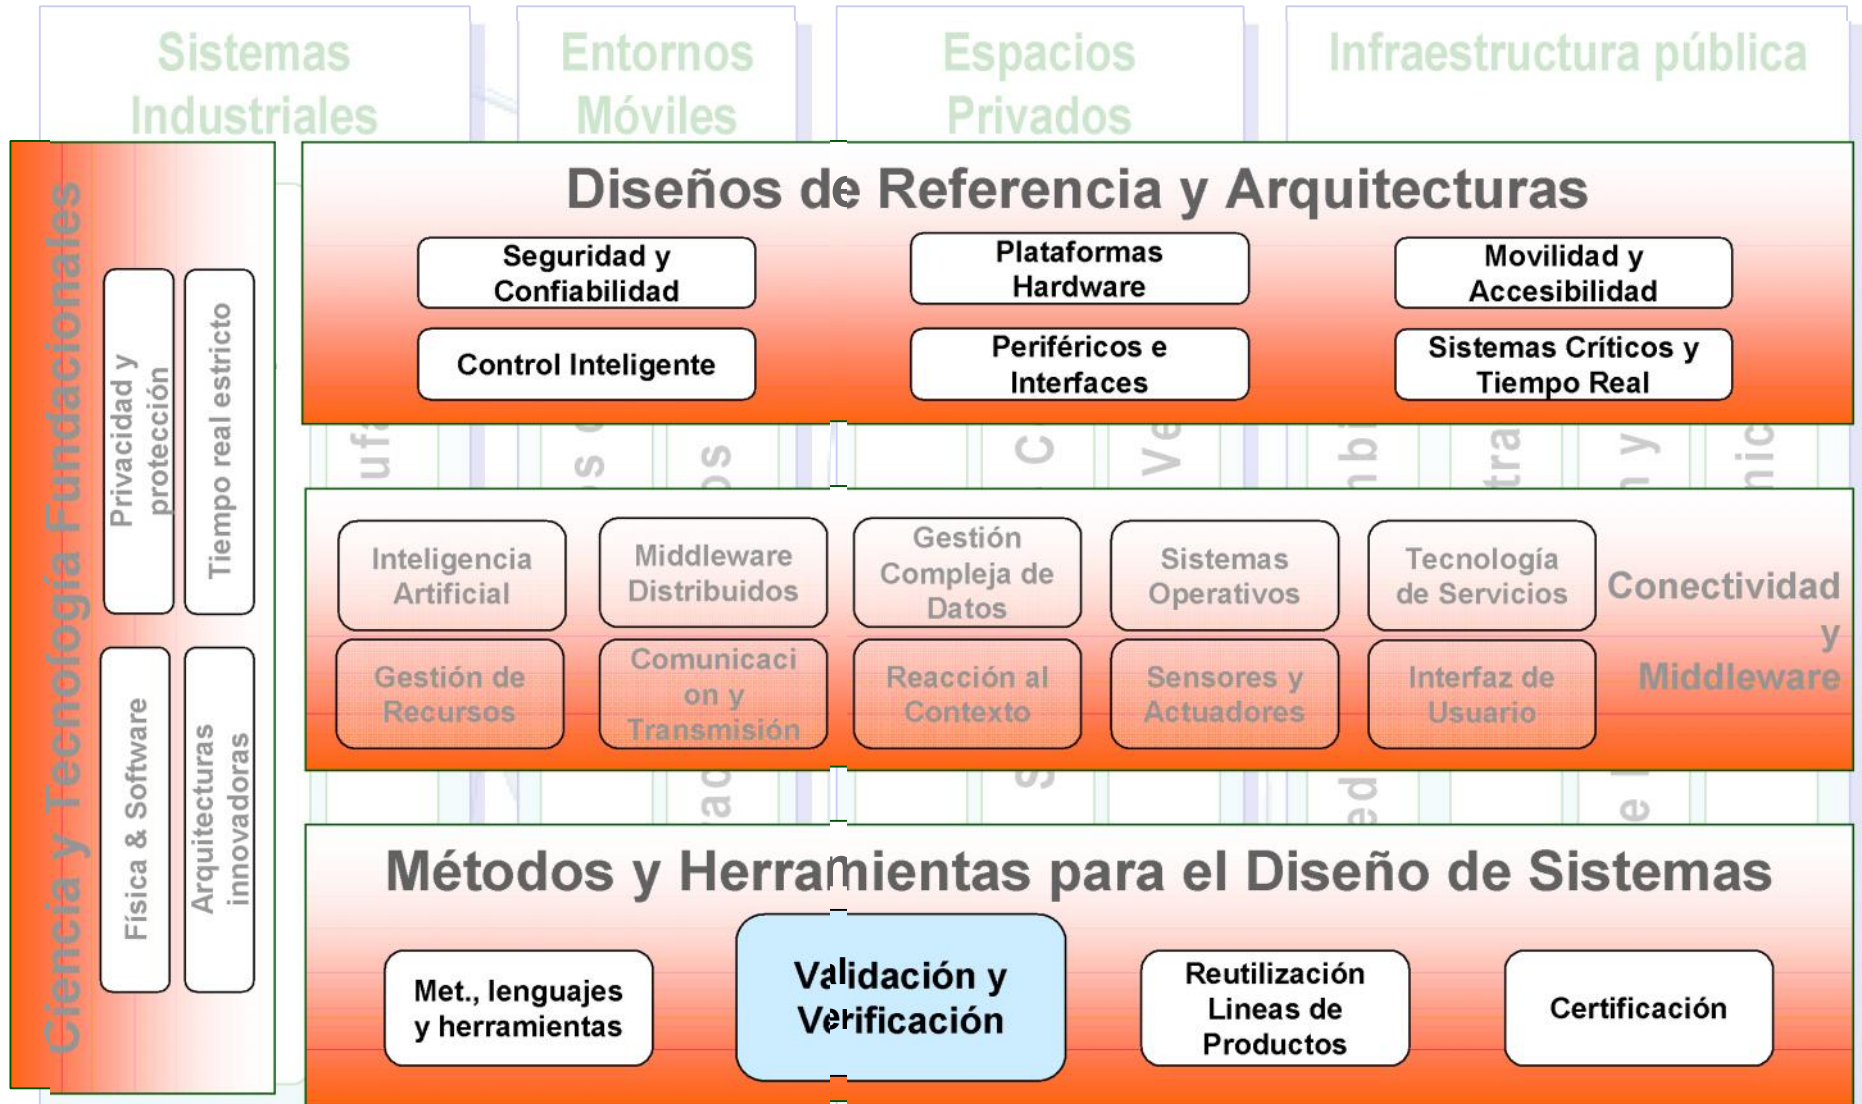 Sistemas
Industriales
Entornos
Móviles
Espacios
Privados
Infraestructura pública
Ciencia y Tecnología Fundacionales
Privacidad y
protección
Tiempo real estricto
Física & Software
Arquitecturas
innovadoras
Diseños de Referencia y Arquitecturas
Seguridad y
Confiabilidad
Plataformas
Hardware
Movilidad y
Accesibilidad
Control Inteligente
Periféricos e
Interfaces
Sistemas Críticos y
Tiempo Real
Inteligencia
Artificial
Middleware
Distribuidos
Gestión
Compleja de
Datos
Sistemas
Operativos
Tecnología
de Servicios
Conectividad
y
Middleware
Gestión de
Recursos
Comunicaci
on y
Transmisión
Reacción al
Contexto
Sensores y
Actuadores
Interfaz de
Usuario
Métodos y Herramientas para el Diseño de Sistemas
Met., lenguajes
y herramientas
Validación y
Verificación
Reutilización
Lineas de
Productos
Certificación